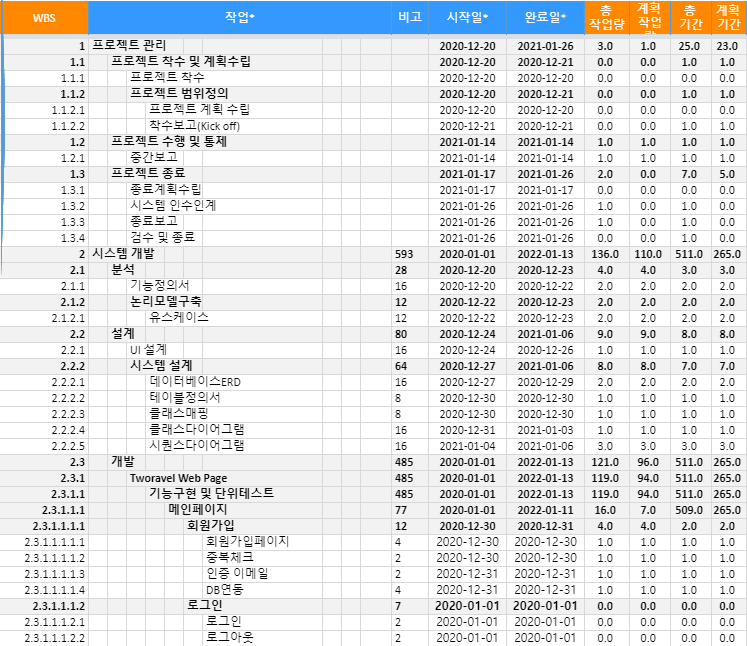 WBS 작업* 비고 시작일* 완료일* 총 작업량 계획 작업 총 기간 계획 기간
1 프로젝트 관리 2020-12-20 2021-01-26 3.0 1.0 25.0 23.0
1.1 프로젝트 착수 및 계획수립 2020-12-20 2020-12-21 0.0 0.0 1.0 1.0
1.1.1 프로젝트 착수 2020-12-20 2020-12-20 0.0 0.0 0.0 0.0
1.1.2 프로젝트 범위정의 2020-12-20 2020-12-21 0.0 0.0 1.0 1.0
1.1.2.1 프로젝트 계획 수립 2020-12-20 2020-12-20 0.0 0.0 0.0 0.0
1.1.2.2 착수보고(Kick off) 2020-12-21 2020-12-21 0.0 0.0 1.0 1.0
1.2 프로젝트 수행 및 통제 2021-01-14 2021-01-14 1.0 1.0 1.0 1.0
1.2.1 중간보고 2021-01-14 2021-01-14 1.0 1.0 1.0 1.0
1.3 프로젝트 종료 2021-01-17 2021-01-26 2.0 0.0 7.0 5.0
1.3.1 종료계획수립 2021-01-17 2021-01-17 0.0 0.0 0.0 0.0
1.3.2 시스템 인수인계 2021-01-26 2021-01-26 1.0 0.0 1.0 0.0
1.3.3 종료보고 2021-01-26 2021-01-26 1.0 0.0 1.0 0.0
1.3.4 검수 및 종료 2021-01-26 2021-01-26 0.0 0.0 1.0 0.0
2 시스템 개발 593 2020-01-01 2022-01-13 136.0 110.0 511.0 265.0
2.1 분석 28 2020-12-20 2020-12-23 4.0 4.0 3.0 3.0
2.1.1 기능정의서 16 2020-12-20 2020-12-22 2.0 2.0 2.0 2.0
2.1.2 논리모델구축 12 2020-12-22 2020-12-23 2.0 2.0 2.0 2.0
2.1.2.1 유스케이스 12 2020-12-22 2020-12-23 2.0 2.0 2.0 2.0
2.2 설계 80 2020-12-24 2021-01-06 9.0 9.0 8.0 8.0
2.2.1 UI 설계 16 2020-12-24 2020-12-26 1.0 1.0 1.0 1.0
2.2.2 시스템 설계 64 2020-12-27 2021-01-06 8.0 8.0 7.0 7.0
2.2.2.1 데이터베이스ERD 16 2020-12-27 2020-12-29 2.0 2.0 2.0 2.0
2.2.2.2 테이블정의서 8 2020-12-30 2020-12-30 1.0 1.0 1.0 1.0
2.2.2.3 클래스매핑 8 2020-12-30 2020-12-30 1.0 1.0 1.0 1.0
2.2.2.4 클래스다이어그램 16 2020-12-31 2021-01-03 1.0 1.0 1.0 1.0
2.2.2.5 시퀀스다이어그램 16 2021-01-04 2021-01-06 3.0 3.0 3.0 3.0
2.3 개발 485 2020-01-01 2022-01-13 121.0 96.0 511.0 265.0
2.3.1 Tworavel Web Page 485 2020-01-01 2022-01-13 119.0 94.0 511.0 265.0
2.3.1.1 기능구현 및 단위테스트 485 2020-01-01 2022-01-13 119.0 94.0 511.0 265.0
2.3.1.1.1 메인페이지 77 2020-01-01 2022-01-11 16.0 7.0 509.0 265.0
2.3.1.1.1.1 회원가입 12 2020-12-30 2020-12-31 4.0 4.0 2.0 2.0
2.3.1.1.1.1.1 회원가입페이지 4 2020-12-30 2020-12-30 1.0 1.0 1.0 1.0
2.3.1.1.1.1.2 중복체크 2 2020-12-30 2020-12-30 1.0 1.0 1.0 1.0
2.3.1.1.1.1.3 인증 이메일 2 2020-12-31 2020-12-31 1.0 1.0 1.0 1.0
2.3.1.1.1.1.4 DB연동 4 2020-12-31 2020-12-31 1.0 1.0 1.0 1.0
2.3.1.1.1.2 로그인 7 2020-01-01 2020-01-01 0.0 0.0 0.0 0.0
2.3.1.1.1.2.1 로그인 2 2020-01-01 2020-01-01 0.0 0.0 0.0 0.0
2.3.1.1.1.2.2 로그아웃 2 2020-01-01 2020-01-01 0.0 0.0 0.0 0.0